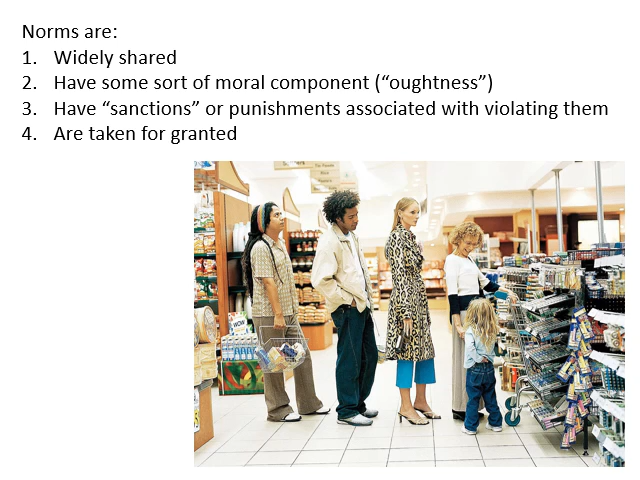 Norms are:
1. Widely shared
2. Have some sort of moral component (“oughtness”)
3. Have “sanctions” or punishments associated with violating them
4. Are taken for granted